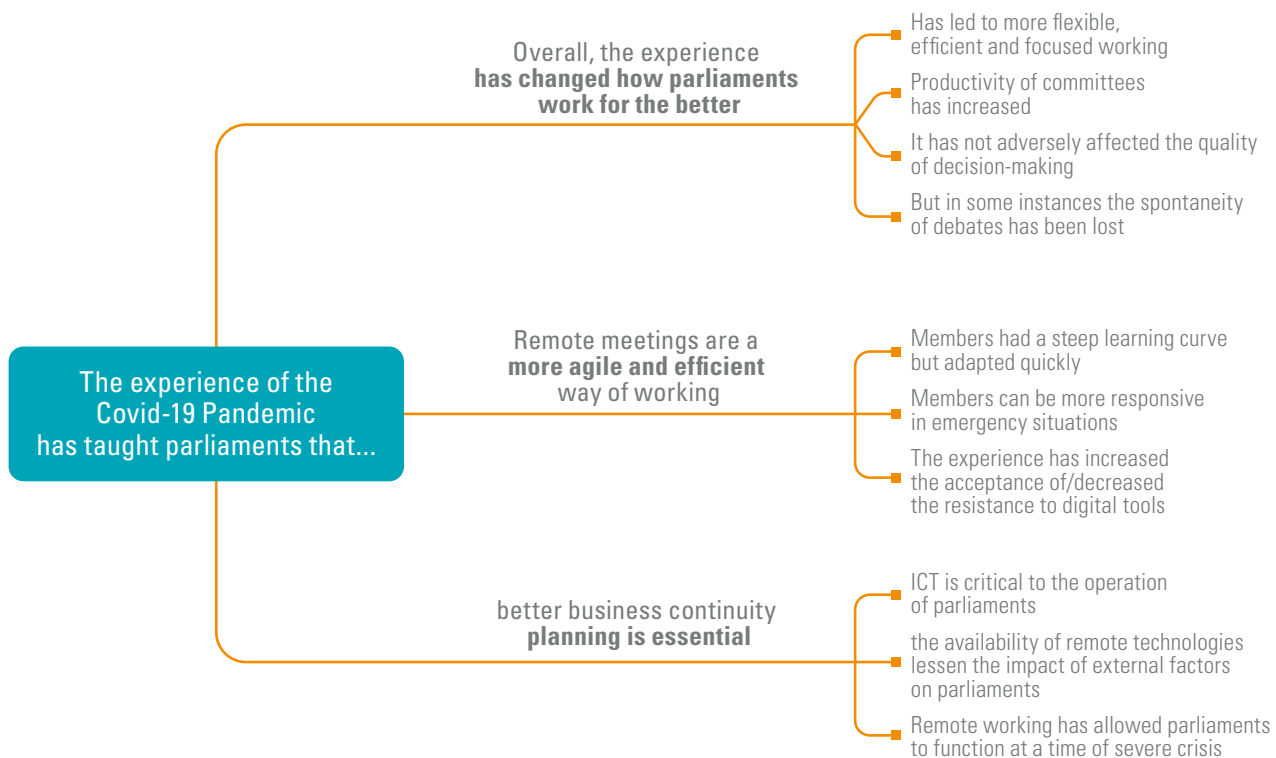 The experience of the
Covid-19 Pandemic
has taught parliaments that...
Overall, the experience
has changed how parliaments
work for the better
Has led to more flexible,
efficient and focused working
Productivity of committees
has increased
It has not adversely affected the quality
of decision-making
But in some instances the spontaneity
of debates has been lost
Remote meetings are a
more agile and efficient
way of working
Members had a steep learning curve
but adapted quickly
Members can be more responsive
in emergency situations
The experience has increased
the acceptance of/decreased
the resistance to digital tools
better business continuity
planning is essential
ICT is critical to the operation
of parliaments
the availability of remote technologies
lessen the impact of external factors
on parliaments
Remote working has allowed parliaments
to function at a time of severe crisis